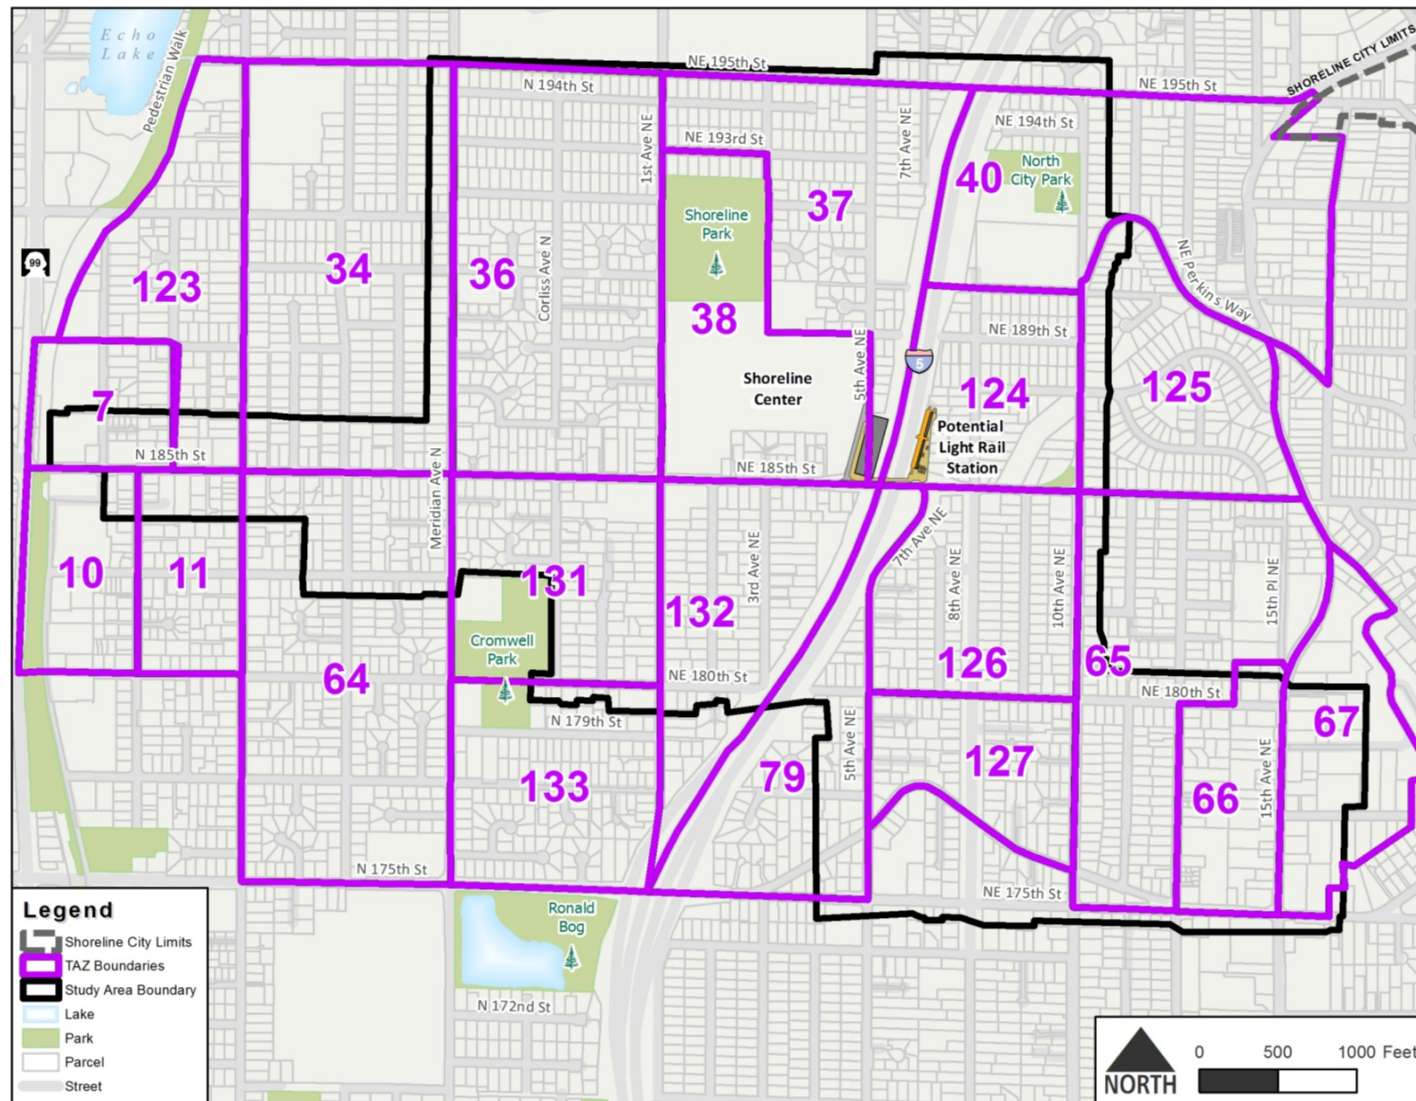 Echo
Lake
Pedestrian Walk
SHORELINE CITY LIMITS
NE 195th St
N 194th St
NE 195th St
7th Ave NE
NE 194th St
1st Ave NE
NE 193rd St
North
City Park
40
37
Shoreline
Park
99
Corliss Ave N
NE Perkins Way
123
34
36
38
NE 189th St
5th Ave NE
5
Shoreline
Center
124
125
7
Potential
Light Rail
Station
N 185th St
Meridian Ave N
NE 185th St
7th Ave NE
10
11
131
3rd Ave NE
132
8th Ave NE
10th Ave NE
15th Pl NE
Cromwell
Park
64
NE 180th St
126
65
NE 180th St
N 179th St
5th Ave NE
67
133
79
127
66
15th Ave NE
N 175th St
NE 175th St
Ronald
Bog
N 172nd St
Legend
Shoreline City Limits
TAZ Boundaries
Study Area Boundary
Lake
Park
Parcel
Street
NORTH
0 500 1000 Feet